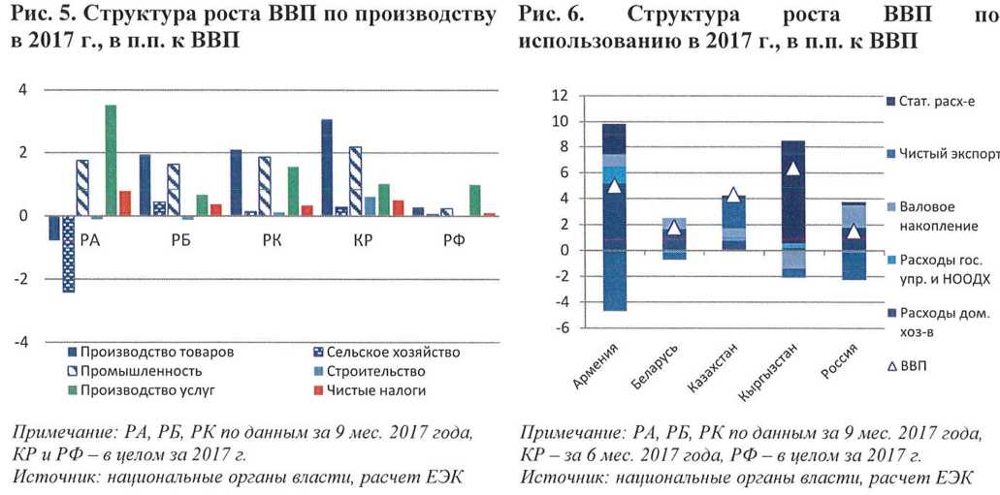 Рис. 5. Структура роста ВВП по производству
в 2017 г., в п.п. к ВВП
4
2
0
-2
-4
РА
РБ
РК
КР
РФ
Производство товаров
Сельское хозяйство
Промышленность
Строительство
Производство услуг
Чистые налоги
Примечание: РА, РБ, РК по данным за 9 мес. 2017 года,
КР и РФ – в целом за 2017 г.
Источник: национальные органы власти, расчет ЕЭК
Рис. 6. Структура роста ВВП по
использованию в 2017 г., в п.п. к ВВП
12
10
8
6
4
2
0
-2
-4
-6
Армения
Беларусь
Казахстан
Кыргызстан
Россия
Стат. расх-е
Чистый экспорт
Валовое
накопление
Расходы гос.
упр. и НООДХ
Расходы дом.
хоз-в
ВВП
Примечание: РА, РБ, РК по данным за 9 мес. 2017 года,
КР – за 6 мес. 2017 года, РФ – в целом за 2017 г.
Источник: национальные органы власти, расчет ЕЭК